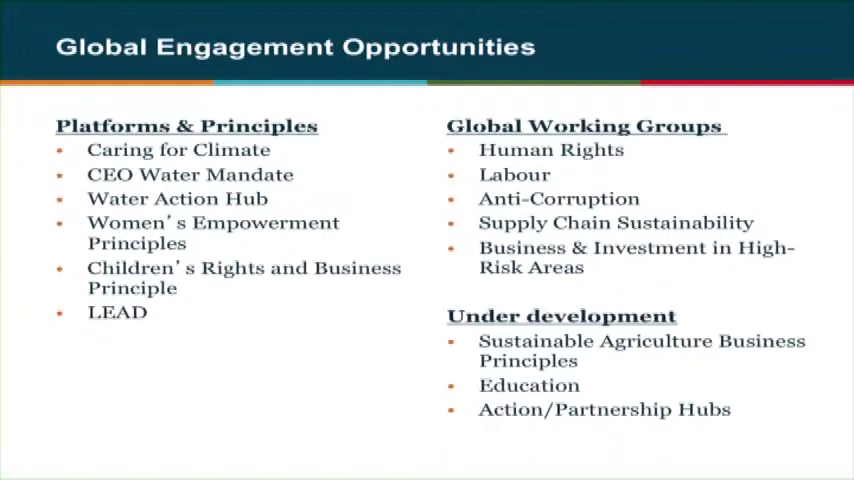 Global Engagement Opportunities
Platforms & Principles
• Caring for Climate
• CEO Water Mandate
• Water Action Hub
• Women's Empowerment
Principles
• Children's Rights and Business
Principle
• LEAD
Global Working Groups
• Human Rights
• Labour
• Anti-Corruption
• Supply Chain Sustainability
• Business & Investment in High-
Risk Areas
Under development
• Sustainable Agriculture Business
Principles
• Education
• Action/Partnership Hubs